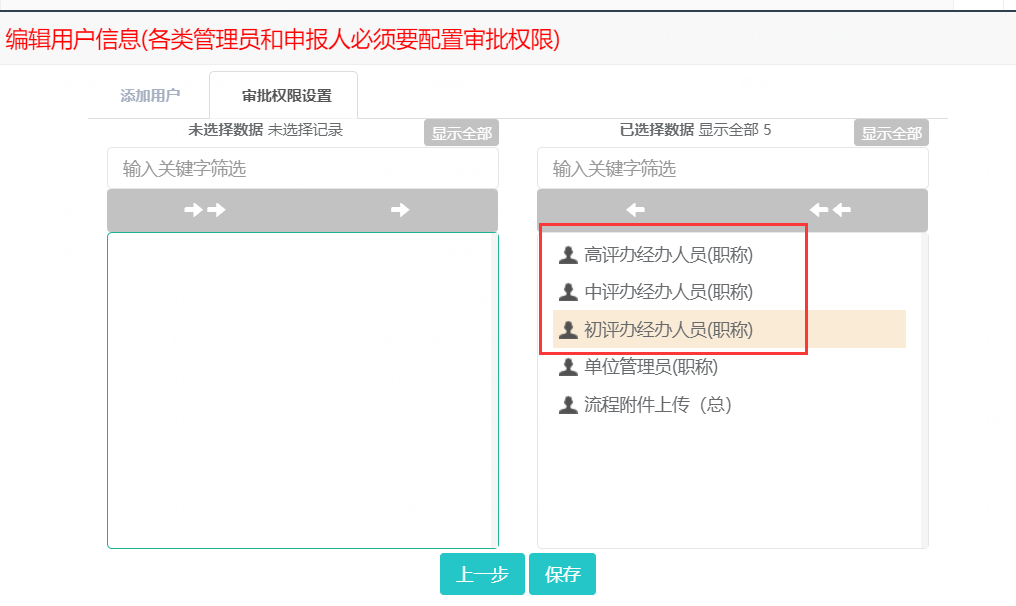 编辑用户信息(各类管理员和申报人必须要配置审批权限)
添加用户 审批权限设置
未选择数据 未选择记录 显示全部 已选择数据 显示全部 5 显示全部
输入关键字筛选 输入关键字筛选
高评办经办人员(职称)
中评办经办人员(职称)
初评办经办人员(职称)
单位管理员(职称)
流程附件上传（总）
上一步 保存